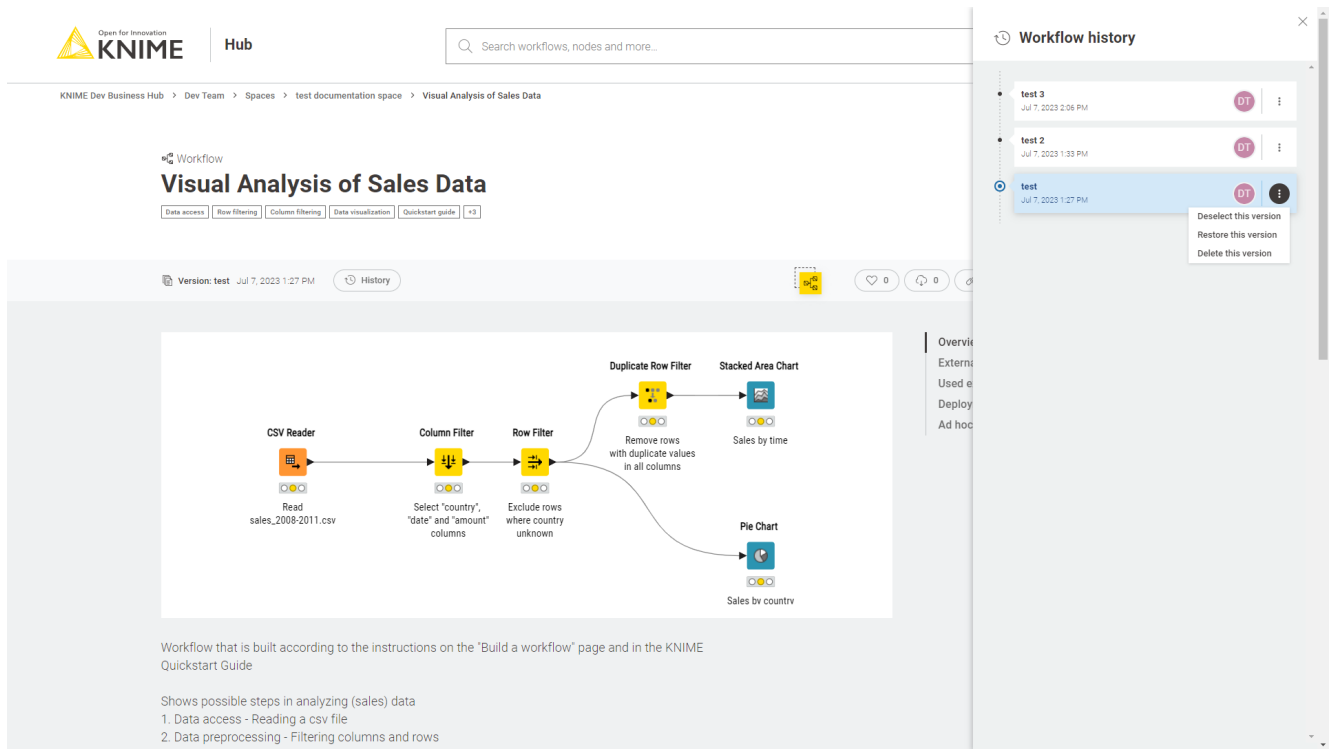 Open for Innovation
KNIME
Hub
Search workflows, nodes and more...
Workflow history
KNIME Dev Business Hub > Dev Team > Spaces > test documentation space > Visual Analysis of Sales Data
test 3
Jul 7, 2023 2:06 PM
DT
test 2
Jul 7, 2023 1:33 PM
DT
test
Jul 7, 2023 1:27 PM
DT
Deselect this version
Restore this version
Delete this version
Workflow
Visual Analysis of Sales Data
Data access Row filtering Column filtering Data visualization Quickstart guide +3
Version: test Jul 7, 2023 1:27 PM History 0 0
Overvie
Externa
Used e
Deploy
Ad hoc
Duplicate Row Filter
Remove rows
with duplicate values
in all columns
Stacked Area Chart
Sales by time
CSV Reader
Read
sales_2008-2011.csv
Column Filter
Select "country",
"date" and "amount"
columns
Row Filter
Exclude rows
where country
unknown
Pie Chart
Sales by country
Workflow that is built according to the instructions on the "Build a workflow" page and in the KNIME
Quickstart Guide
Shows possible steps in analyzing (sales) data
1. Data access - Reading a csv file
2. Data preprocessing - Filtering columns and rows